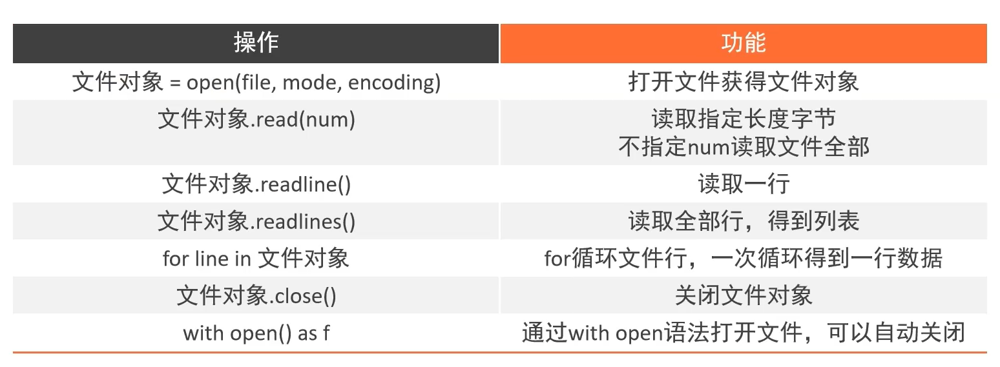 操作 功能
文件对象 = open(file, mode, encoding) 打开文件获得文件对象
文件对象.read(num) 读取指定长度字节
不指定num读取文件全部
文件对象.readline() 读取一行
文件对象.readlines() 读取全部行，得到列表
for line in 文件对象 for循环文件行，一次循环得到一行数据
文件对象.close() 关闭文件对象
with open() as f 通过with open语法打开文件，可以自动关闭